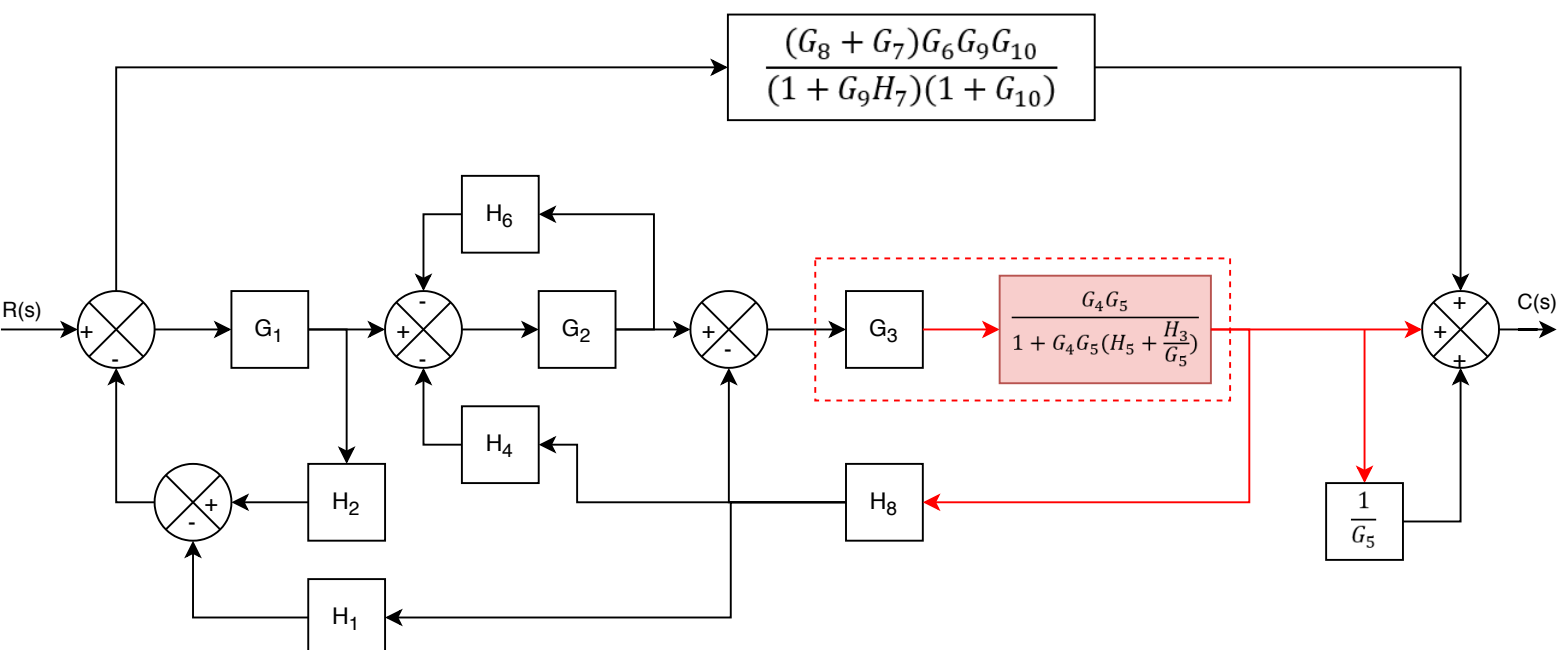 (G₈ + G₇)G₆G₉G₁₀
(1 + G₉H₇)(1 + G₁₀)
H₆
R(s)
+
-
G₁
-
+
-
G₂
+
-
G₃
G₄G₅
1 + G₄G₅(H₅ + H₃/G₅)
+
+
+
C(s)
H₄
+
-
H₂
H₈
1
G₅
H₁